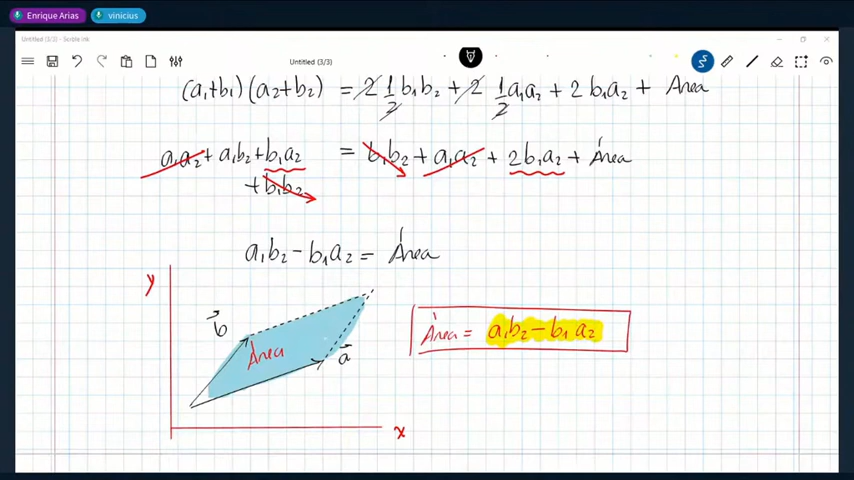 Enrique Arias vinicius
Untitled (3/3) - Scribble Ink
Untitled (3/3)
(a₁+b₁)(a₂+b₂) = 2 1/2 b₁b₂ + 2 1/2 a₁a₂ + 2 b₁a₂ + Área
a₁a₂ + a₁b₂ + b₁a₂ = b₁b₂ + a₁a₂ + 2b₁a₂ + Área
+ b₁b₂
a₁b₂ - b₁a₂ = Área
y
b
Área
a
x
Área = a₁b₂ - b₁a₂